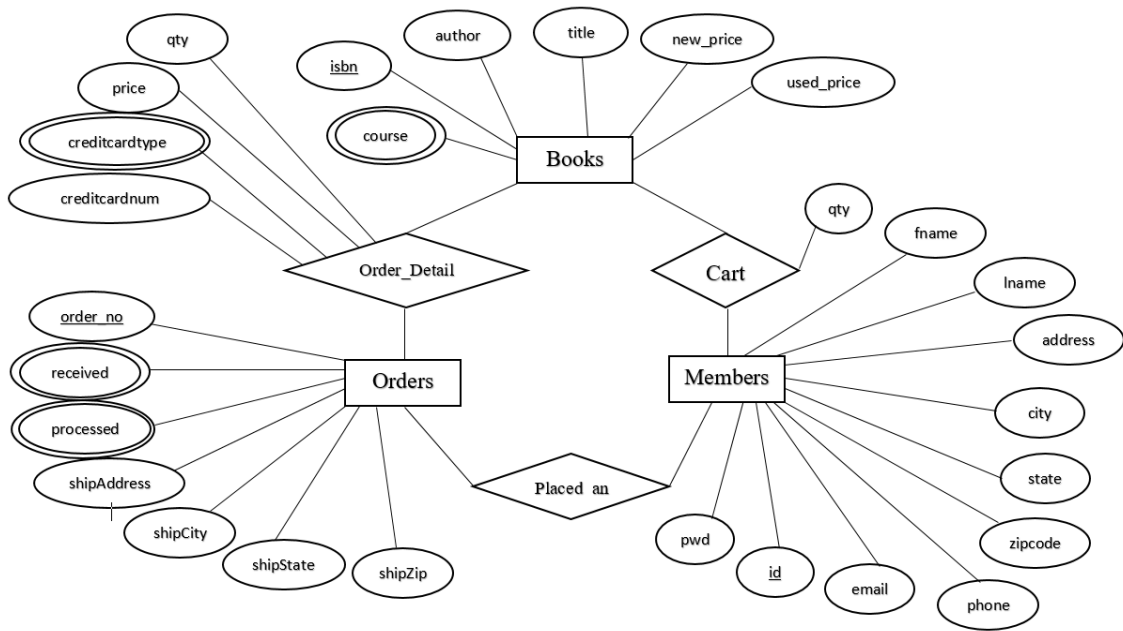 qty
author
title
new_price
isbn
used_price
price
course
creditcardtype
Books
creditcardnum
qty
fname
Order_Detail
Cart
lname
order_no
address
received
Orders
Members
city
processed
shipAddress
Placed an
state
shipCity
pwd
zipcode
shipState
shipZip
id
email
phone